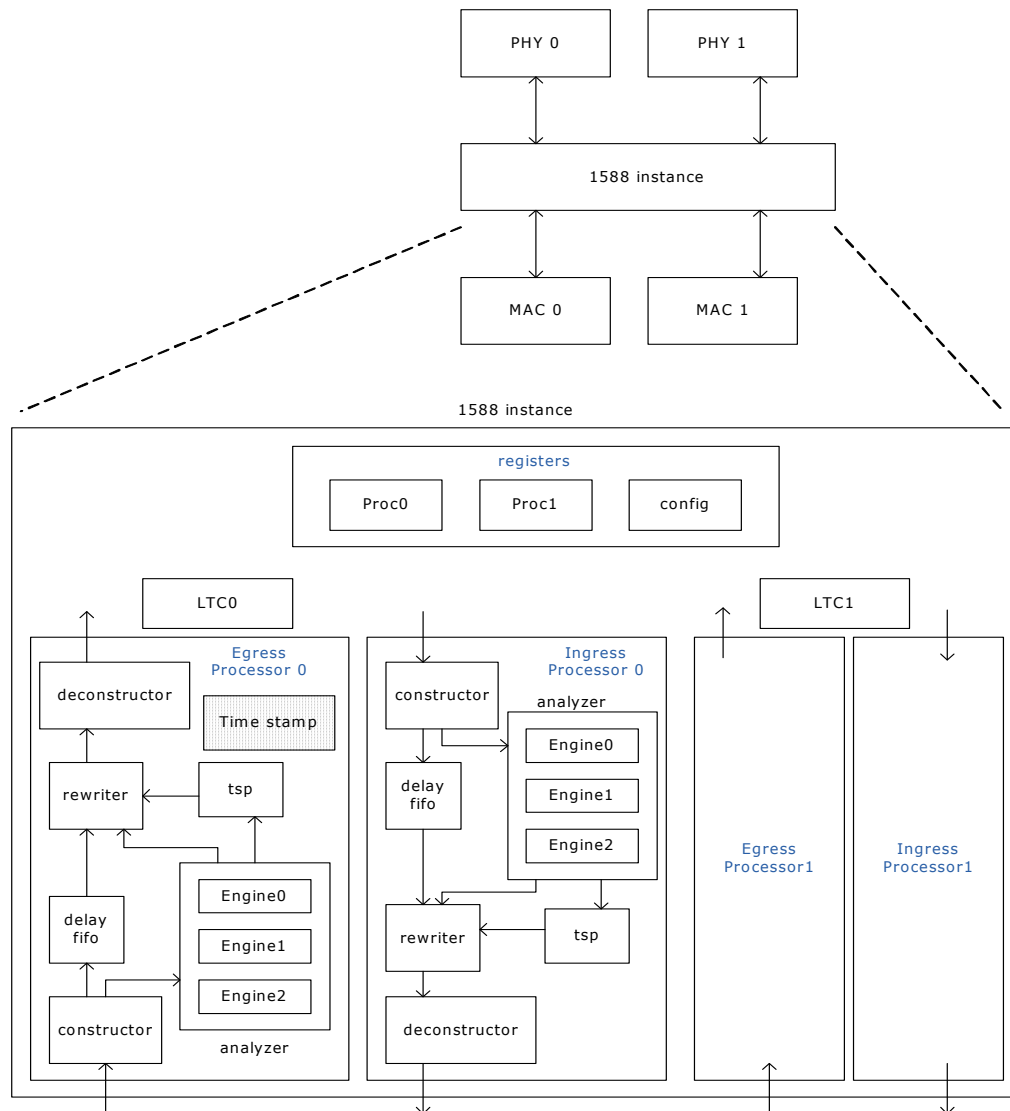 PHY 0
PHY 1
1588 instance
MAC 0
MAC 1
1588 instance
registers
Proc0
Proc1
config
LTC0
LTC1
Egress
Processor 0
deconstructor
Time stamp
rewriter
tsp
delay
fifo
Engine0
Engine1
Engine2
constructor
analyzer
Ingress
Processor 0
constructor
analyzer
Engine0
Engine1
Engine2
delay
fifo
rewriter
tsp
deconstructor
Egress
Processor1
Ingress
Processor1